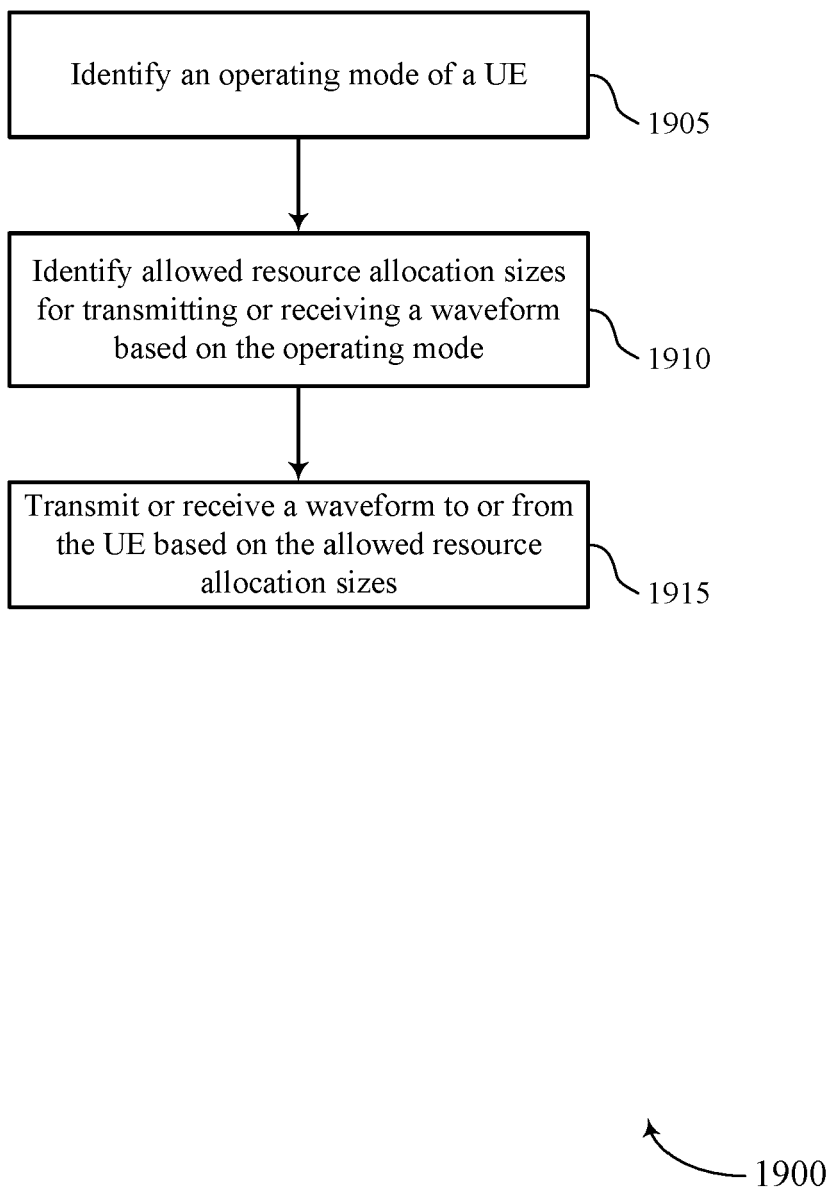 Identify an operating mode of a UE
1905
Identify allowed resource allocation sizes
for transmitting or receiving a waveform
based on the operating mode
1910
Transmit or receive a waveform to or from
the UE based on the allowed resource
allocation sizes
1915
1900